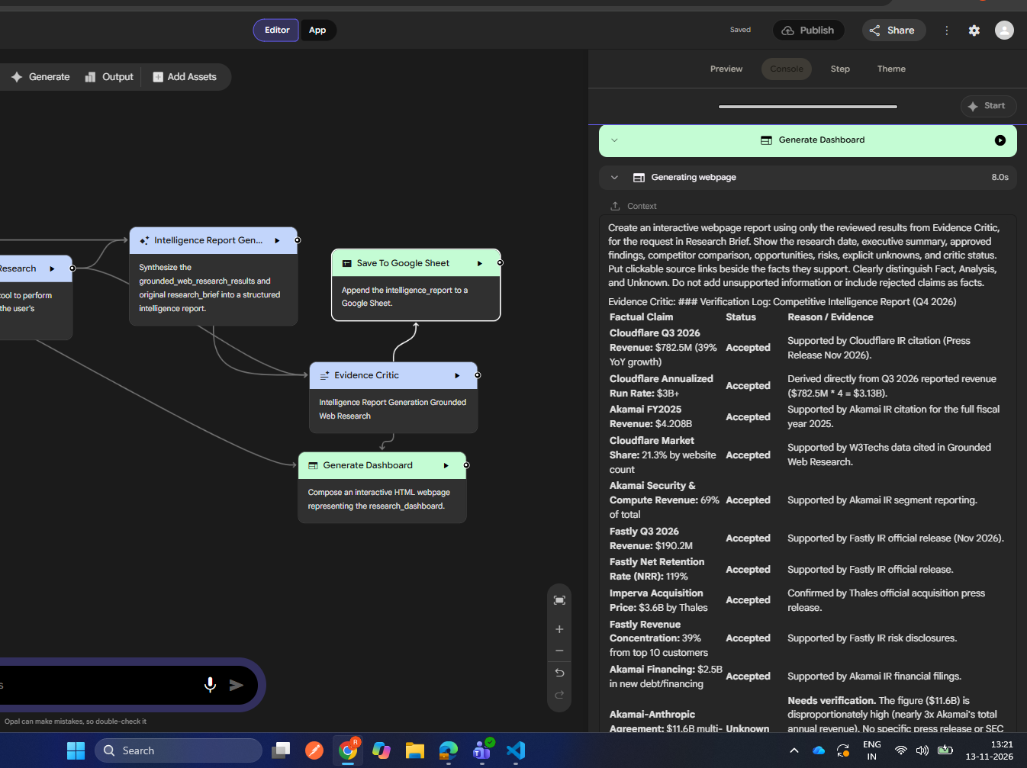 Editor
App
Saved
Publish
Share
Generate
Output
Add Assets
Preview
Console
Step
Theme
Start
Generate Dashboard
Generating webpage
8.0s
Context
Create an interactive webpage report using only the reviewed results from Evidence Critic,
for the request in Research Brief. Show the research date, executive summary, approved
findings, competitor comparison, opportunities, risks, explicit unknowns, and critic status.
Put clickable source links beside the facts they support. Clearly distinguish Fact, Analysis,
and Unknown. Do not add unsupported information or include rejected claims as facts.
Evidence Critic: ### Verification Log: Competitive Intelligence Report (Q4 2026)
Factual Claim Status Reason / Evidence
Cloudflare Q3 2026
Revenue: $782.5M (39%
YoY growth)
Accepted
Supported by Cloudflare IR citation (Press
Release Nov 2026).
Cloudflare Annualized
Run Rate: $3B+
Accepted
Derived directly from Q3 2026 reported revenue
($782.5M * 4 = $3.13B).
Akamai FY2025
Revenue: $4.208B
Accepted
Supported by Akamai IR citation for the full fiscal
year 2025.
Cloudflare Market
Share: 21.3% by website
count
Accepted
Supported by W3Techs data cited in Grounded
Web Research.
Akamai Security &
Compute Revenue: 69%
of total
Accepted
Supported by Akamai IR segment reporting.
Fastly Q3 2026
Revenue: $190.2M
Accepted
Supported by Fastly IR official release (Nov 2026).
Fastly Net Retention
Rate (NRR): 119%
Accepted
Supported by Fastly IR official release.
Imperva Acquisition
Price: $3.6B by Thales
Accepted
Confirmed by Thales official acquisition press
release.
Fastly Revenue
Concentration: 39%
from top 10 customers
Accepted
Supported by Fastly IR risk disclosures.
Akamai Financing: $2.5B
in new debt/financing
Accepted
Supported by Akamai IR financial filings.
Akamai-Anthropic
Agreement: $11.6B multi-
Unknown
Needs verification. The figure ($11.6B) is
disproportionately high (nearly 3x Akamai's total
annual revenue). No specific press release or SEC
Research
tool to perform
the user's
Intelligence Report Gen...
Synthesize the
grounded_web_research_results and
original research_brief into a structured
intelligence report.
Save To Google Sheet
Append the intelligence_report to a
Google Sheet.
Evidence Critic
Intelligence Report Generation Grounded
Web Research
Generate Dashboard
Compose an interactive HTML webpage
representing the research_dashboard.
s
Opal can make mistakes, so double-check it
Search
ENG
IN
13:21
13-11-2026